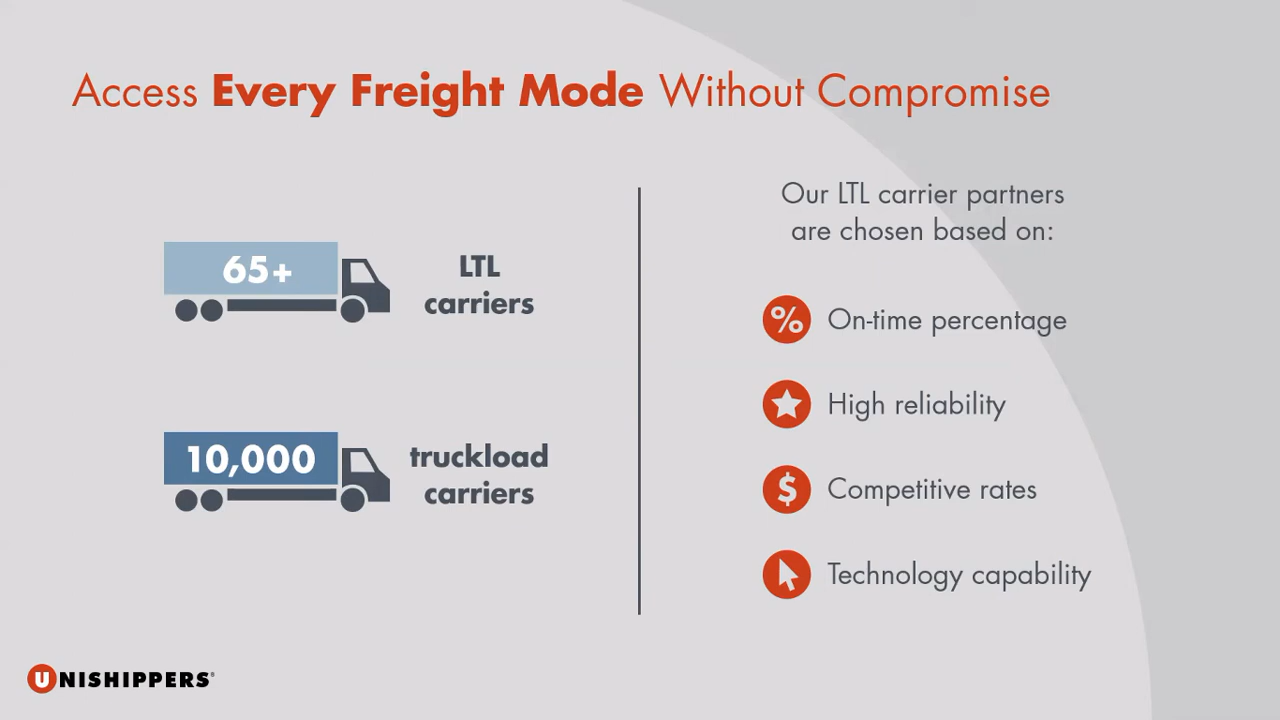 Access Every Freight Mode Without Compromise
65+
LTL
carriers
10,000
truckload
carriers
Our LTL carrier partners
are chosen based on:
% On-time percentage
High reliability
$ Competitive rates
Technology capability
UNISHIPPERS®